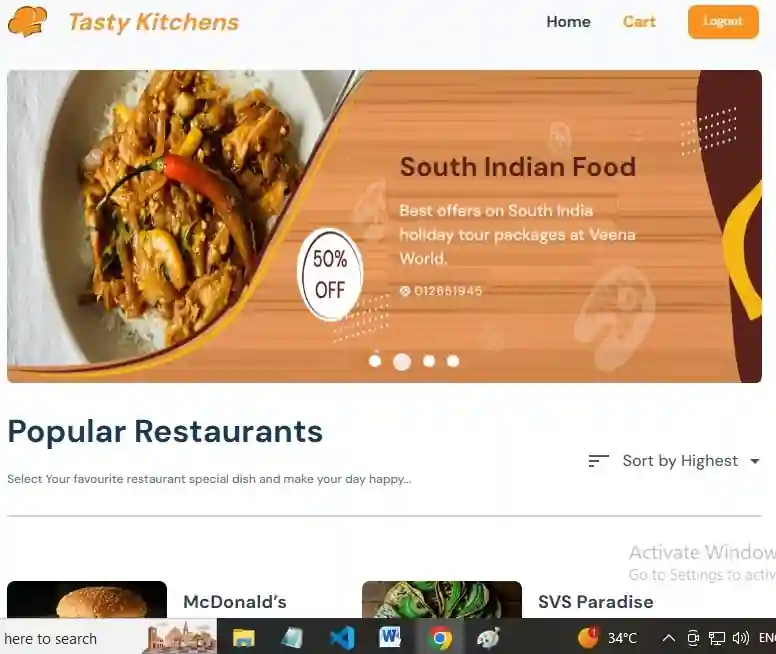 Tasty Kitchens
Home
Cart
Logout
South Indian Food
Best offers on South India
holiday tour packages at Veena
World.
012651945
50%
OFF
Popular Restaurants
Sort by Highest
Select Your favourite restaurant special dish and make your day happy...
Activate Window
Go to Settings to activ
McDonald's
SVS Paradise
here to search
W
34°C
ENG